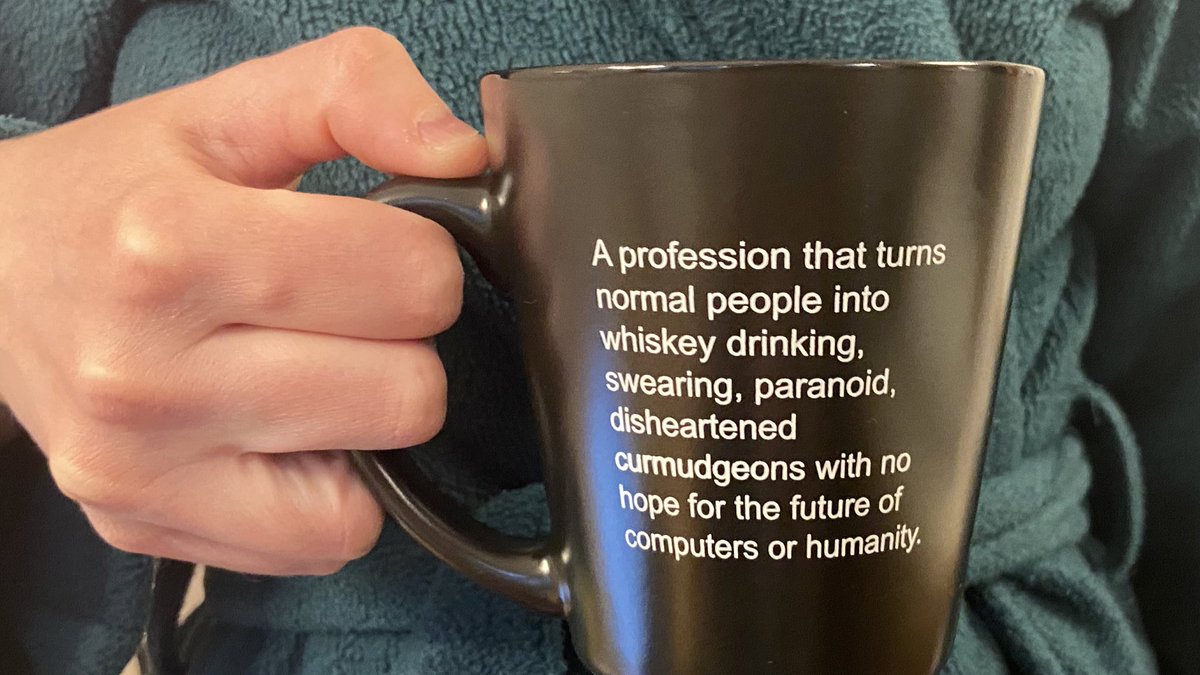 A profession that turns
normal people into
whiskey drinking,
swearing, paranoid,
disheartened
curmudgeons with no
hope for the future of
computers or humanity.